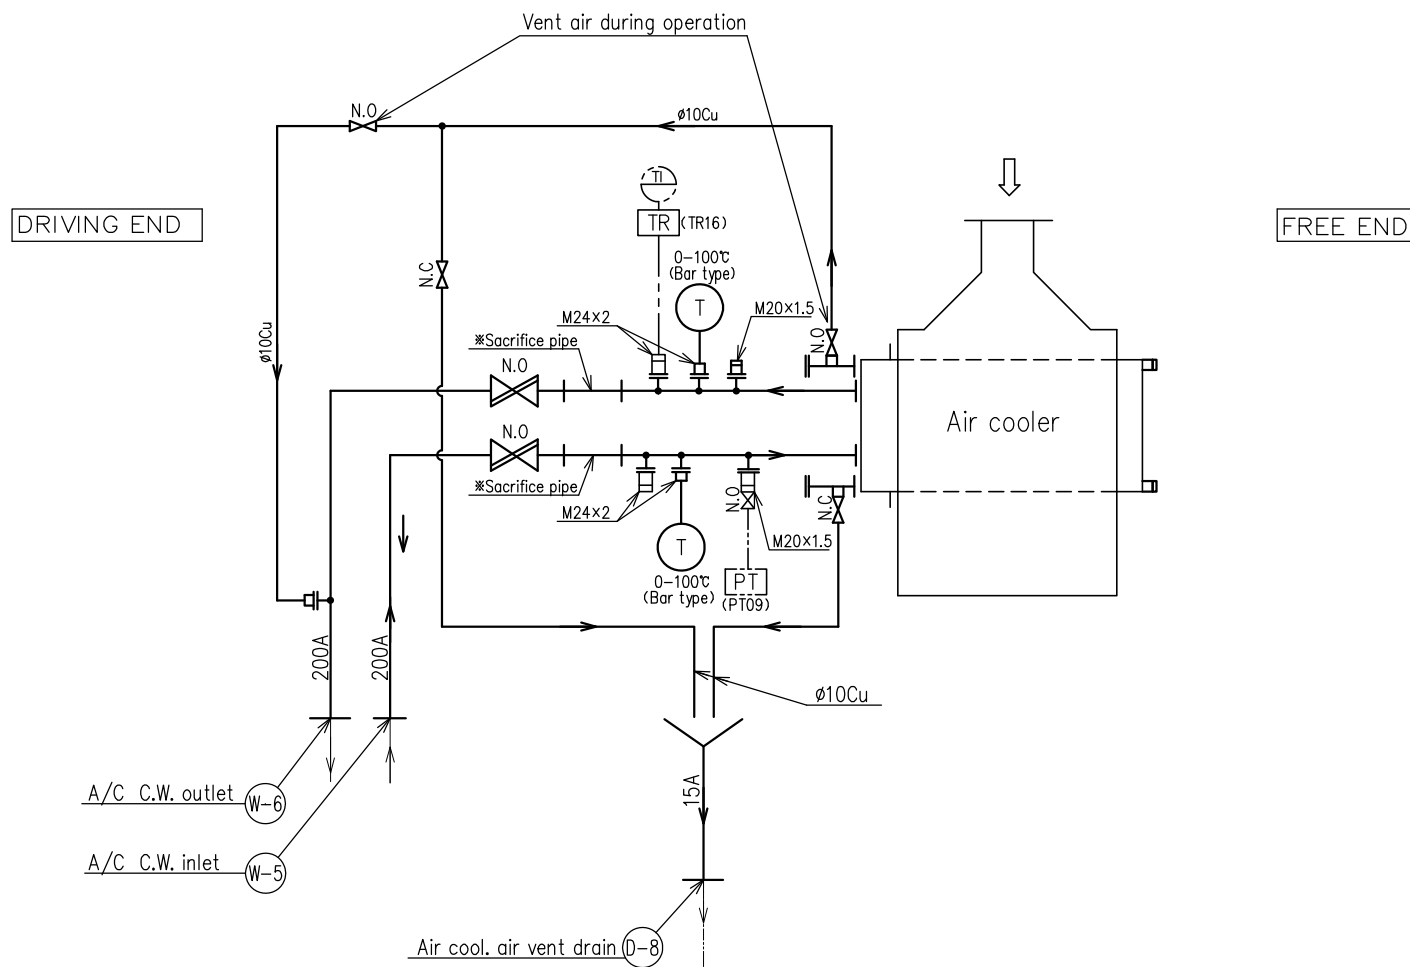 Vent air during operation
N.O
ø10Cu
TI
DRIVING END
TR
(TR16)
FREE END
0-100℃
(Bar type)
N.C
T
M24×2
M20×1.5
ø10Cu
※Sacrifice pipe
N.O
N.O
Air cooler
N.O
※Sacrifice pipe
M24×2
N.O
N.C
M20×1.5
T
0-100℃
(Bar type)
PT
(PT09)
200A
200A
ø10Cu
15A
A/C C.W. outlet
W-6
A/C C.W. inlet
W-5
Air cool. air vent drain
D-8